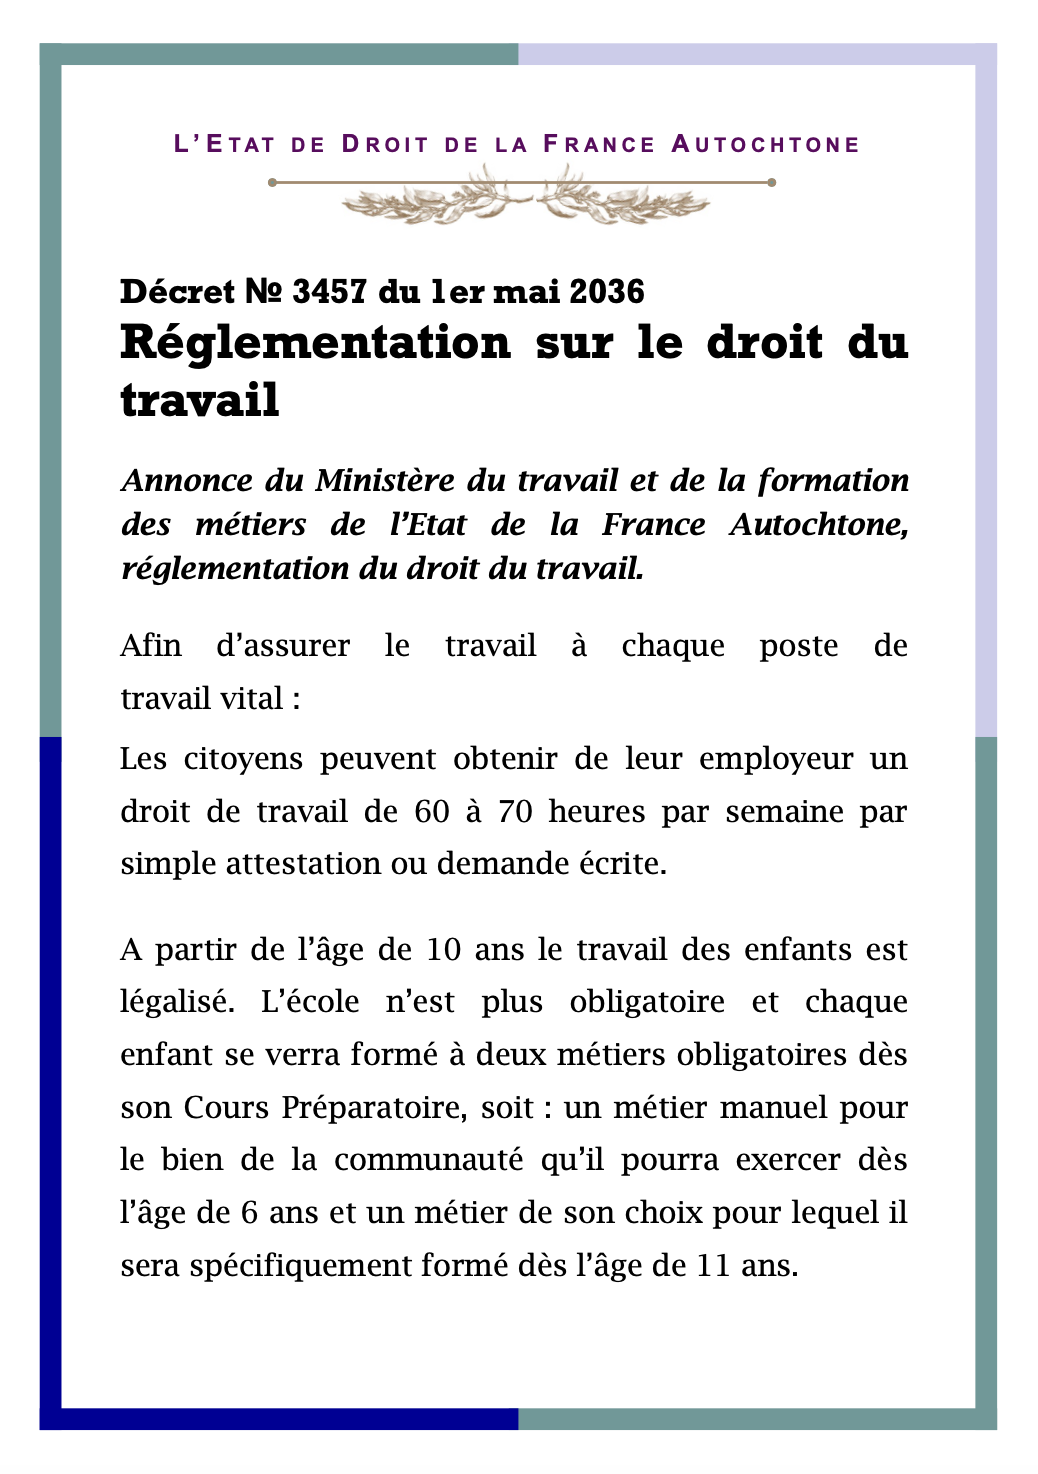 L’Etat de Droit de la France Autochtone
Décret № 3457 du 1er mai 2036
Réglementation sur le droit du
travail
Annonce du Ministère du travail et de la formation
des métiers de l’Etat de la France Autochtone,
réglementation du droit du travail.
Afin d’assurer le travail à chaque poste de
travail vital :
Les citoyens peuvent obtenir de leur employeur un
droit de travail de 60 à 70 heures par semaine par
simple attestation ou demande écrite.
A partir de l’âge de 10 ans le travail des enfants est
légalisé. L’école n’est plus obligatoire et chaque
enfant se verra formé à deux métiers obligatoires dès
son Cours Préparatoire, soit : un métier manuel pour
le bien de la communauté qu’il pourra exercer dès
l’âge de 6 ans et un métier de son choix pour lequel il
sera spécifiquement formé dès l’âge de 11 ans.